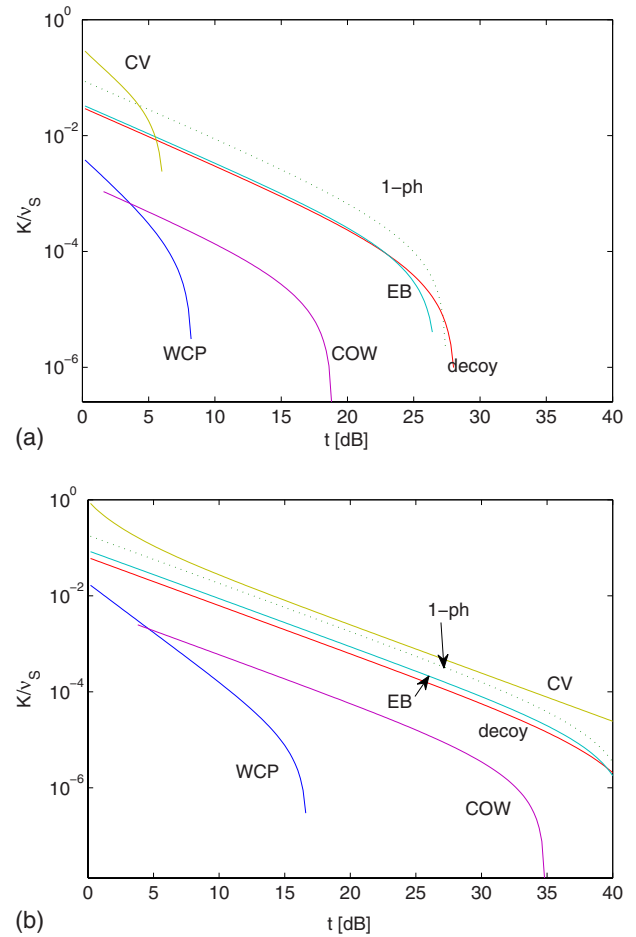 10^0
CV
10^-2
1-ph
K/ν_S
10^-4
EB
WCP
COW
decoy
10^-6
0 5 10 15 20 25 30 35 40
(a)
t [dB]
10^0
10^-2
1-ph
K/ν_S
CV
10^-4
EB
decoy
WCP
COW
10^-6
0 5 10 15 20 25 30 35 40
(b)
t [dB]